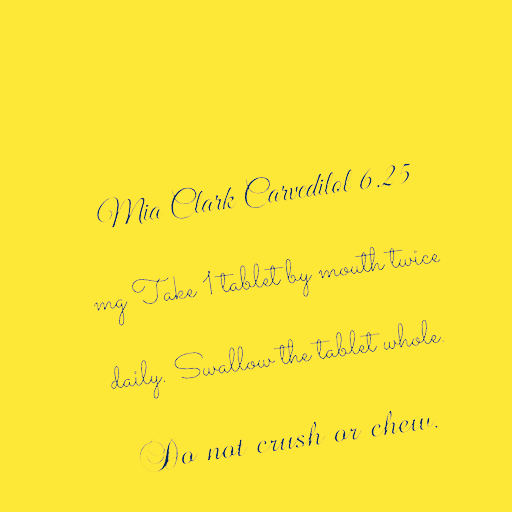 Mia Clark Carvedilol 6.25
mg Take 1 tablet by mouth twice
daily. Swallow the tablet whole.
Do not crush or chew.